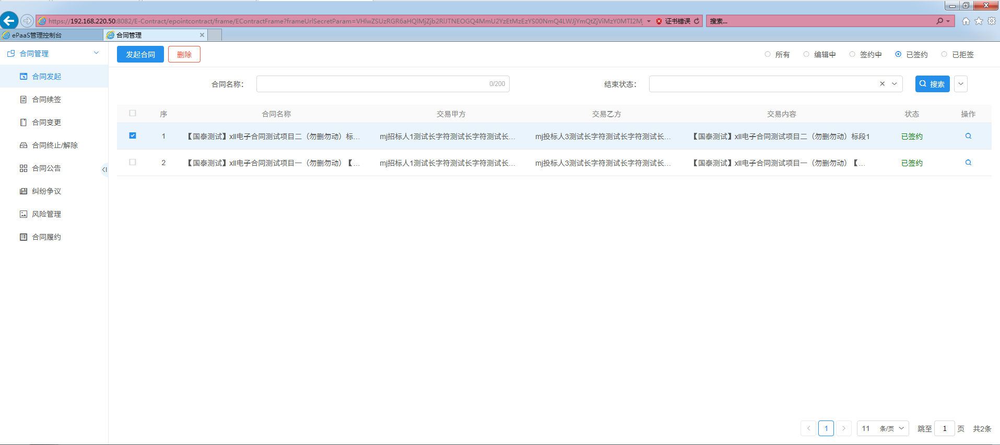 https://192.168.220.50:8082/E-Contract/epointcontract/frame/EContractFrame?frameUrlSecretParam= 证书错误 搜索...
ePaaS管理控制台 合同管理
合同管理
合同发起
合同续签
合同变更
合同终止/解除
合同公告
纠纷争议
风险管理
合同履约
发起合同 删除 所有 编辑中 签约中 已签约 已拒签
合同名称： 0/200 结束状态： 搜索
序 合同名称 交易甲方 交易乙方 交易内容 状态 操作
1 【国泰测试】xll电子合同测试项目二（勿删勿动）标... mj招标人1测试长字符测试长字符测试长... mj投标人3测试长字符测试长字符测试长... 【国泰测试】xll电子合同测试项目二（勿删勿动）标段1 已签约
2 【国泰测试】xll电子合同测试项目一（勿删勿动）【... mj招标人1测试长字符测试长字符测试长... mj投标人3测试长字符测试长字符测试长... 【国泰测试】xll电子合同测试项目一（勿删勿动）【... 已签约
1 11 条/页 跳至 1 页 共2条